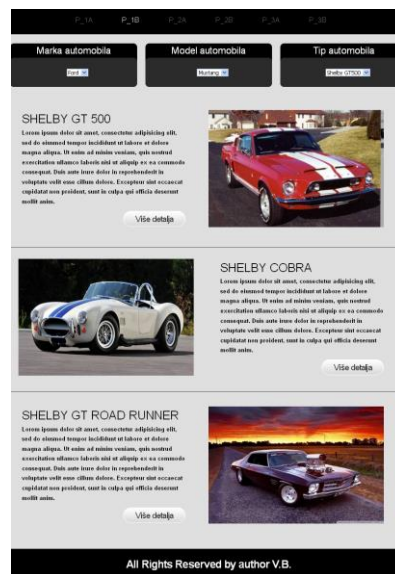 P_1A P_1B P_2A P_2B P_3A P_3B
Marka automobila Model automobila Tip automobila
Ford Mustang Shelby GT500
SHELBY GT 500
Lorem ipsum dolor sit amet, consectetur adipisicing elit,
sed do eiusmod tempor incididunt ut labore et dolore
magna aliqua. Ut enim ad minim veniam, quis nostrud
exercitation ullamco laboris nisi ut aliquip ex ea commodo
consequat. Duis aute irure dolor in reprehenderit in
voluptate velit esse cillum dolore. Excepteur sint occaecat
cupidatat non proident, sunt in culpa qui officia deserunt
mollit anim.
Više detalja
SHELBY COBRA
Lorem ipsum dolor sit amet, consectetur adipisicing elit,
sed do eiusmod tempor incididunt ut labore et dolore
magna aliqua. Ut enim ad minim veniam, quis nostrud
exercitation ullamco laboris nisi ut aliquip ex ea commodo
consequat. Duis aute irure dolor in reprehenderit in
voluptate velit esse cillum dolore. Excepteur sint occaecat
cupidatat non proident, sunt in culpa qui officia deserunt
mollit anim.
Više detalja
SHELBY GT ROAD RUNNER
Lorem ipsum dolor sit amet, consectetur adipisicing elit,
sed do eiusmod tempor incididunt ut labore et dolore
magna aliqua. Ut enim ad minim veniam, quis nostrud
exercitation ullamco laboris nisi ut aliquip ex ea commodo
consequat. Duis aute irure dolor in reprehenderit in
voluptate velit esse cillum dolore. Excepteur sint occaecat
cupidatat non proident, sunt in culpa qui officia deserunt
mollit anim.
Više detalja
All Rights Reserved by author V.B.